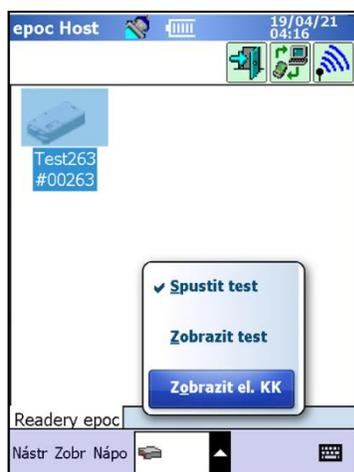 epoc Host
19/04/21
04:16
Test263
#00263
Spustit test
Zobrazit test
Zobrazit el. KK
Readery epoc
Nástr Zobr Nápo